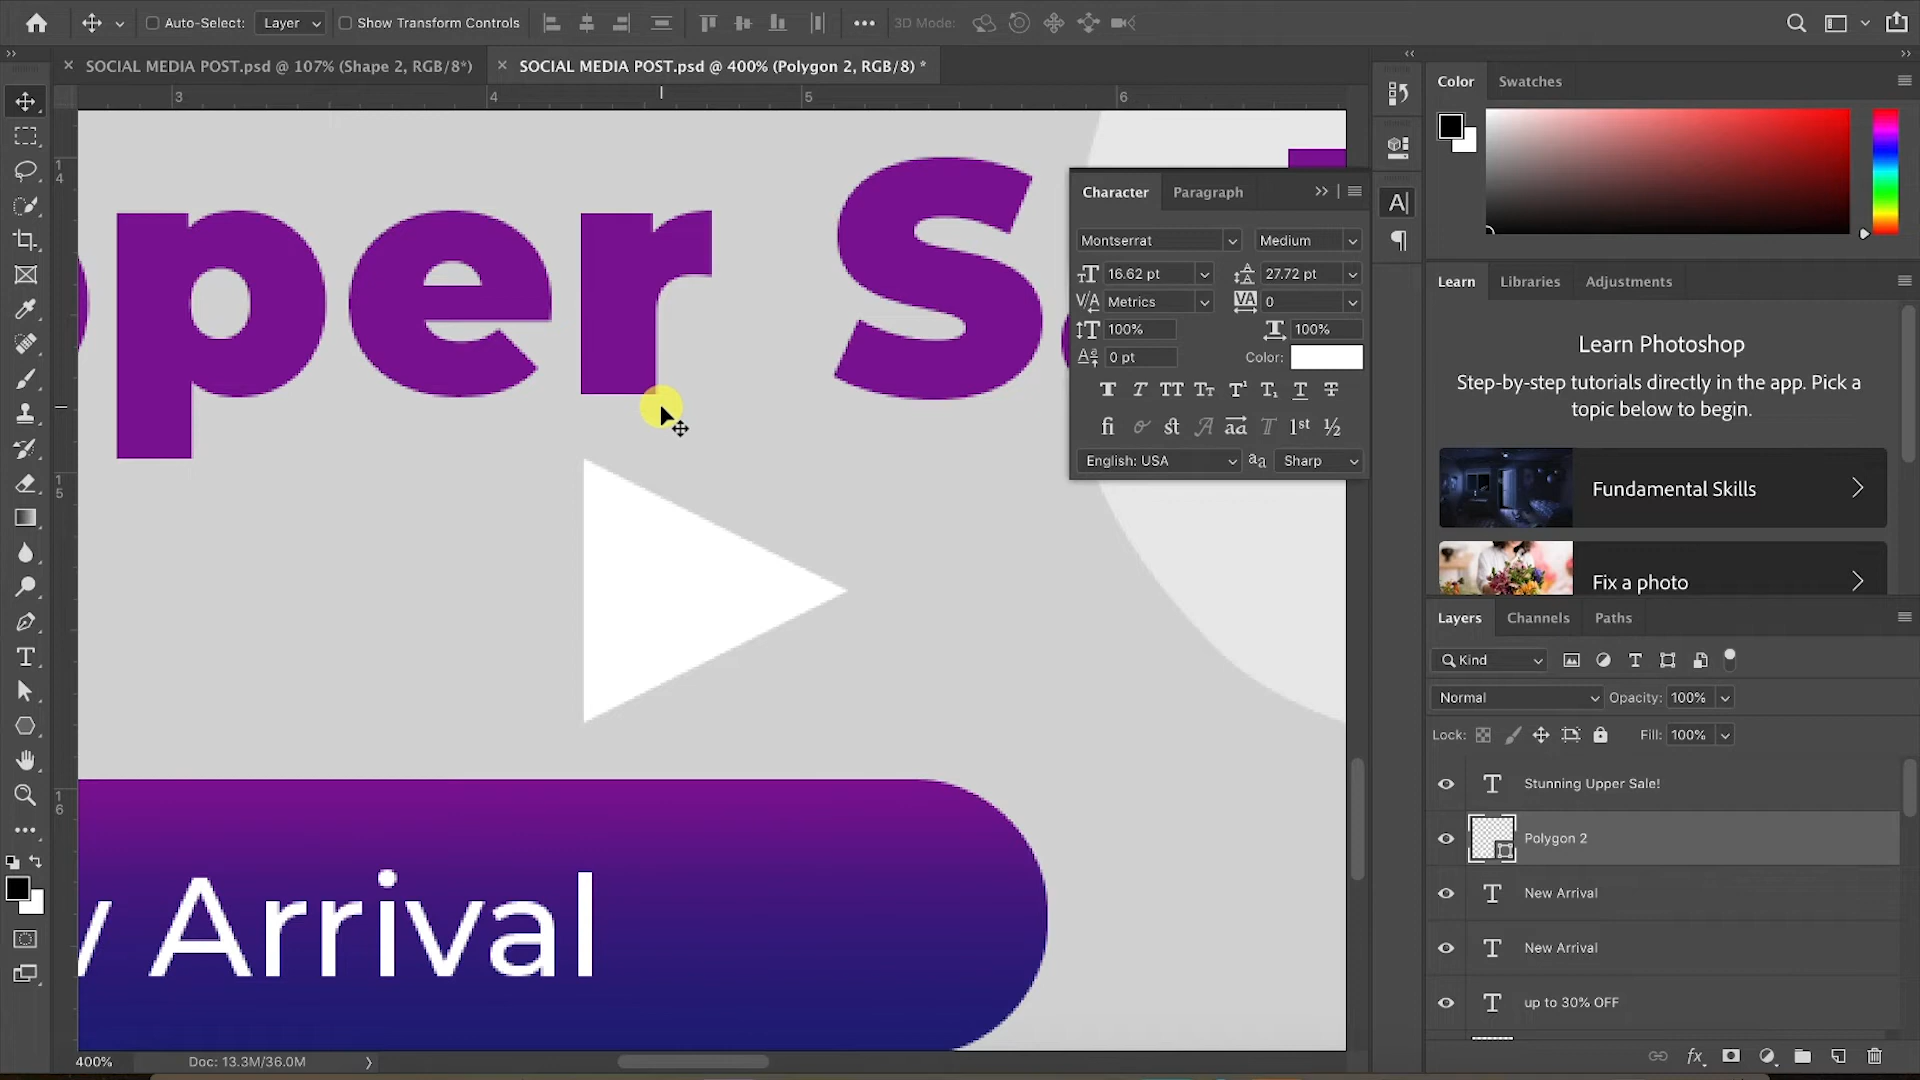 Auto-Select: Layer Show Transform Controls 3D Mode:
SOCIAL MEDIA POST.psd @ 107% (Shape 2, RGB/8*)
SOCIAL MEDIA POST.psd @ 400% (Polygon 2, RGB/8) *
3 4 5 6
14
15
16
pper S
y Arrival
400% Doc: 13.3M/36.0M
Character Paragraph
Montserrat Medium
16.62 pt 27.72 pt
Metrics 0
100% 100%
0 pt Color:
English: USA Sharp
Color Swatches
Learn Libraries Adjustments
Learn Photoshop
Step-by-step tutorials directly in the app. Pick a
topic below to begin.
Fundamental Skills
Fix a photo
Layers Channels Paths
Kind
Normal Opacity: 100%
Lock: Fill: 100%
Stunning Upper Sale!
Polygon 2
New Arrival
New Arrival
up to 30% OFF